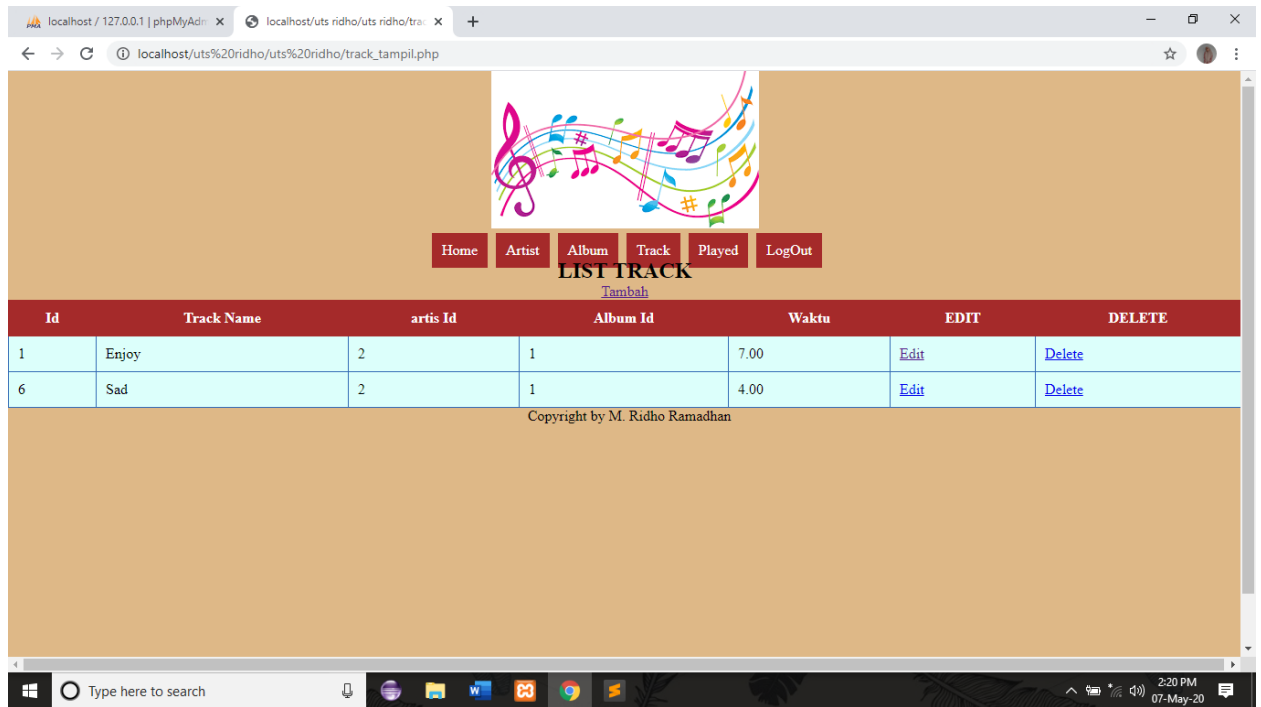 localhost / 127.0.0.1 | phpMyAdn
localhost/uts ridho/uts ridho/trac
localhost/uts%20ridho/uts%20ridho/track_tampil.php
Home Artist Album Track Played LogOut
LIST TRACK
Tambah
Id Track Name artis Id Album Id Waktu EDIT DELETE
1 Enjoy 2 1 7.00 Edit Delete
6 Sad 2 1 4.00 Edit Delete
Copyright by M. Ridho Ramadhan
Type here to search
2:20 PM
07-May-20